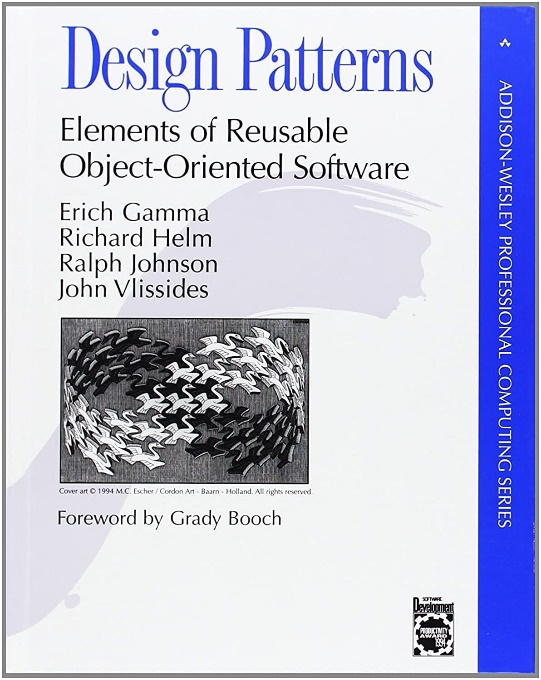 Design Patterns
Elements of Reusable
Object-Oriented Software
Erich Gamma
Richard Helm
Ralph Johnson
John Vlissides
Cover art © 1994 M.C. Escher / Cordon Art - Baarn - Holland. All rights reserved.
Foreword by Grady Booch
ADDISON-WESLEY PROFESSIONAL COMPUTING SERIES
SOFTWARE
Development
PRODUCTIVITY
AWARD
1994